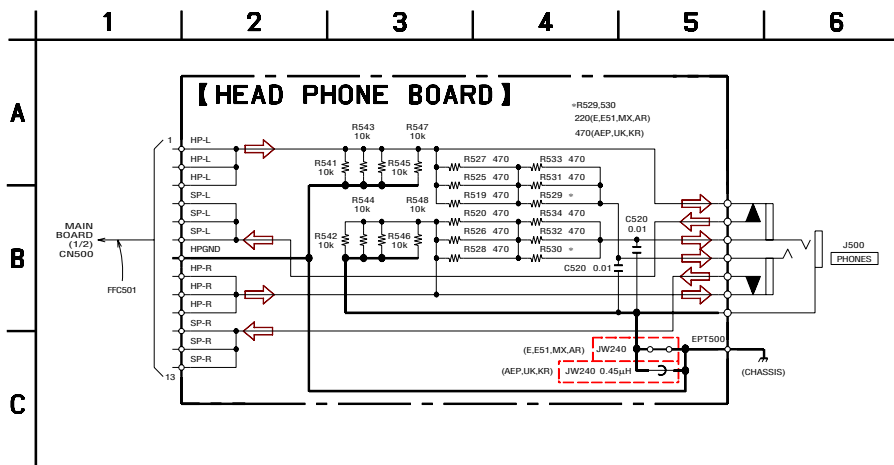 1 2 3 4 5 6
A
B
C
【HEAD PHONE BOARD】
*R529,530
220(E,E51,MX,AR)
470(AEP,UK,KR)
R543
10k
R547
10k
R541
10k
R545
10k
R544
10k
R548
10k
R542
10k
R546
10k
R527 470 R533 470
R525 470 R531 470
R519 470 R529 *
R520 470 R534 470
R526 470 R532 470
R528 470 R530 *
C520
0.01
C520 0.01
1
HP-L
HP-L
HP-L
SP-L
SP-L
SP-L
HPGND
HP-R
HP-R
HP-R
SP-R
SP-R
SP-R
13
MAIN
BOARD
(1/2)
CN500
FFC501
J500
PHONES
EPT500
(E,E51,MX,AR) JW240
(AEP,UK,KR) JW240 0.45µH
(CHASSIS)